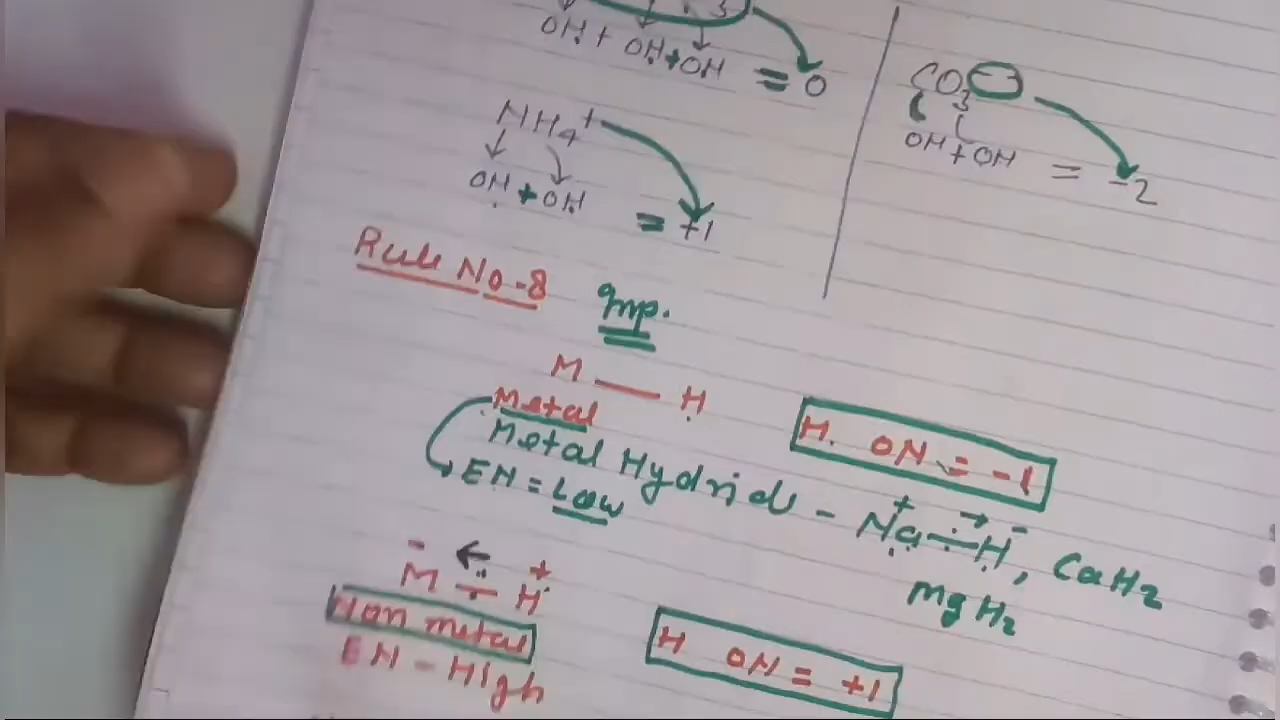 OH + OH + OH = 0
NH4+
OH + OH = +1
CO3--
OH + OH = -2
Rule No-8 Imp.
M — H
Metal
H. ON = -1
Metal Hydrid - Na+ — H-, CaH2
EN = Low
MgH2
M- — H+
Non metal
H ON = +1
EN - High